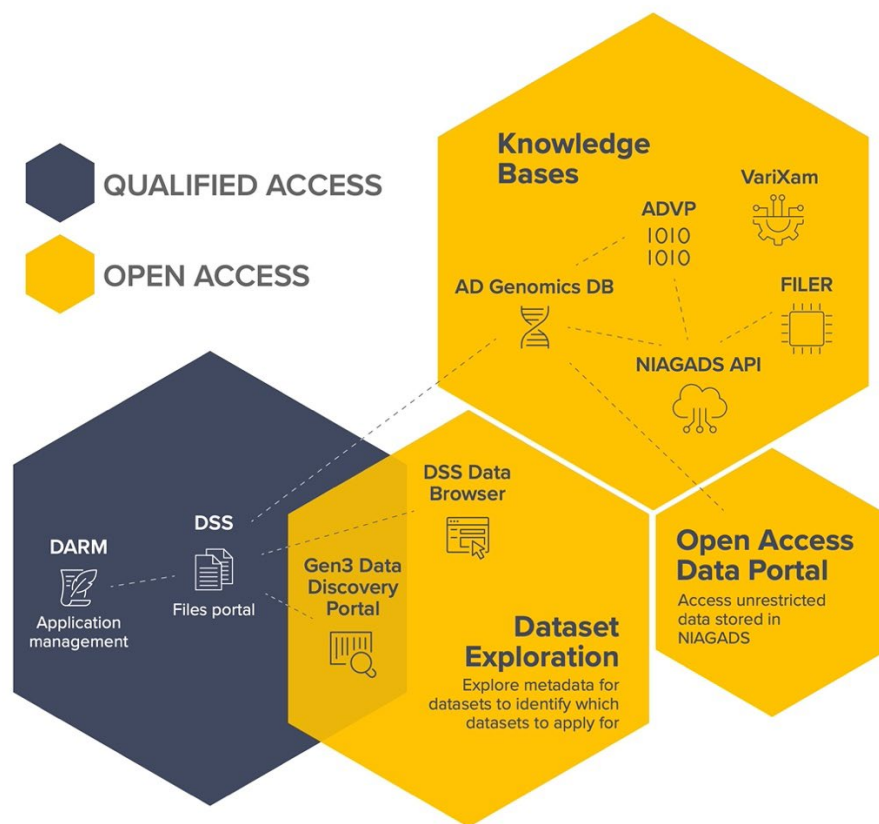 QUALIFIED ACCESS
OPEN ACCESS
Knowledge
Bases
VariXam
ADVP
1010
1010
AD Genomics DB
FILER
NIAGADS API
DSS Data
Browser
DSS
DARM
Gen3 Data
Discovery
Portal
Files portal
Application
management
Dataset
Exploration
Explore metadata for
datasets to identify which
datasets to apply for
Open Access
Data Portal
Access unrestricted
data stored in
NIAGADS